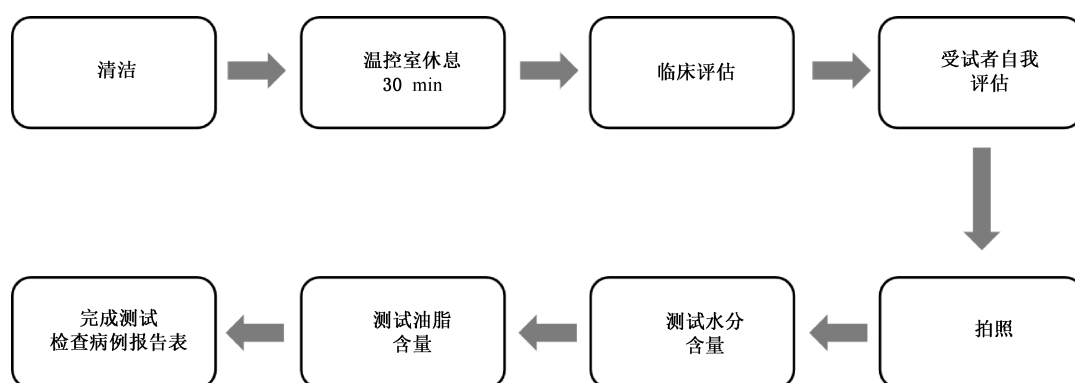 清洁
温控室休息
30 min
临床评估
受试者自我
评估
拍照
测试水分
含量
测试油脂
含量
完成测试
检查病例报告表